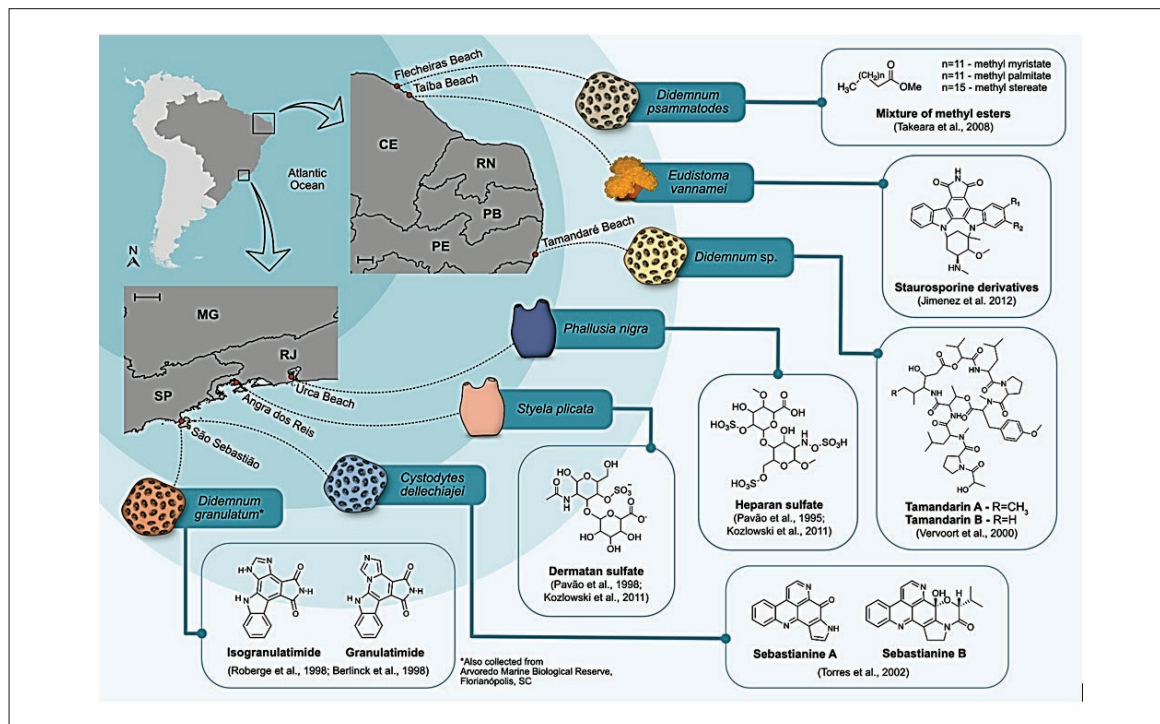 Flecheiras Beach
Taíba Beach
CE
RN
PB
PE
Tamandaré Beach
Atlantic
Ocean
N
MG
RJ
SP
Urca Beach
Angra dos Reis
São Sebastião
Didemnum
psammatodes
Eudistoma
vannamei
Didemnum sp.
Phallusia nigra
Styela plicata
Cystodytes
dellechiajei
Didemnum
granulatum*
H₃C
(CH₂)n
O
OMe
n=11 - methyl myristate
n=11 - methyl palmitate
n=15 - methyl stereate
Mixture of methyl esters
(Takeara et al., 2008)
Staurosporine derivatives
(Jimenez et al. 2012)
Tamandarin A - R=CH₃
Tamandarin B - R=H
(Vervoort et al., 2000)
Heparan sulfate
(Pavão et al., 1995;
Kozlowski et al., 2011)
Dermatan sulfate
(Pavão et al., 1998;
Kozlowski et al., 2011)
Isogranulatimide
Granulatimide
(Roberge et al., 1998; Berlinck et al., 1998)
*Also collected from
Arvoredo Marine Biological Reserve,
Florianópolis, SC
Sebastianine A
Sebastianine B
(Torres et al., 2002)